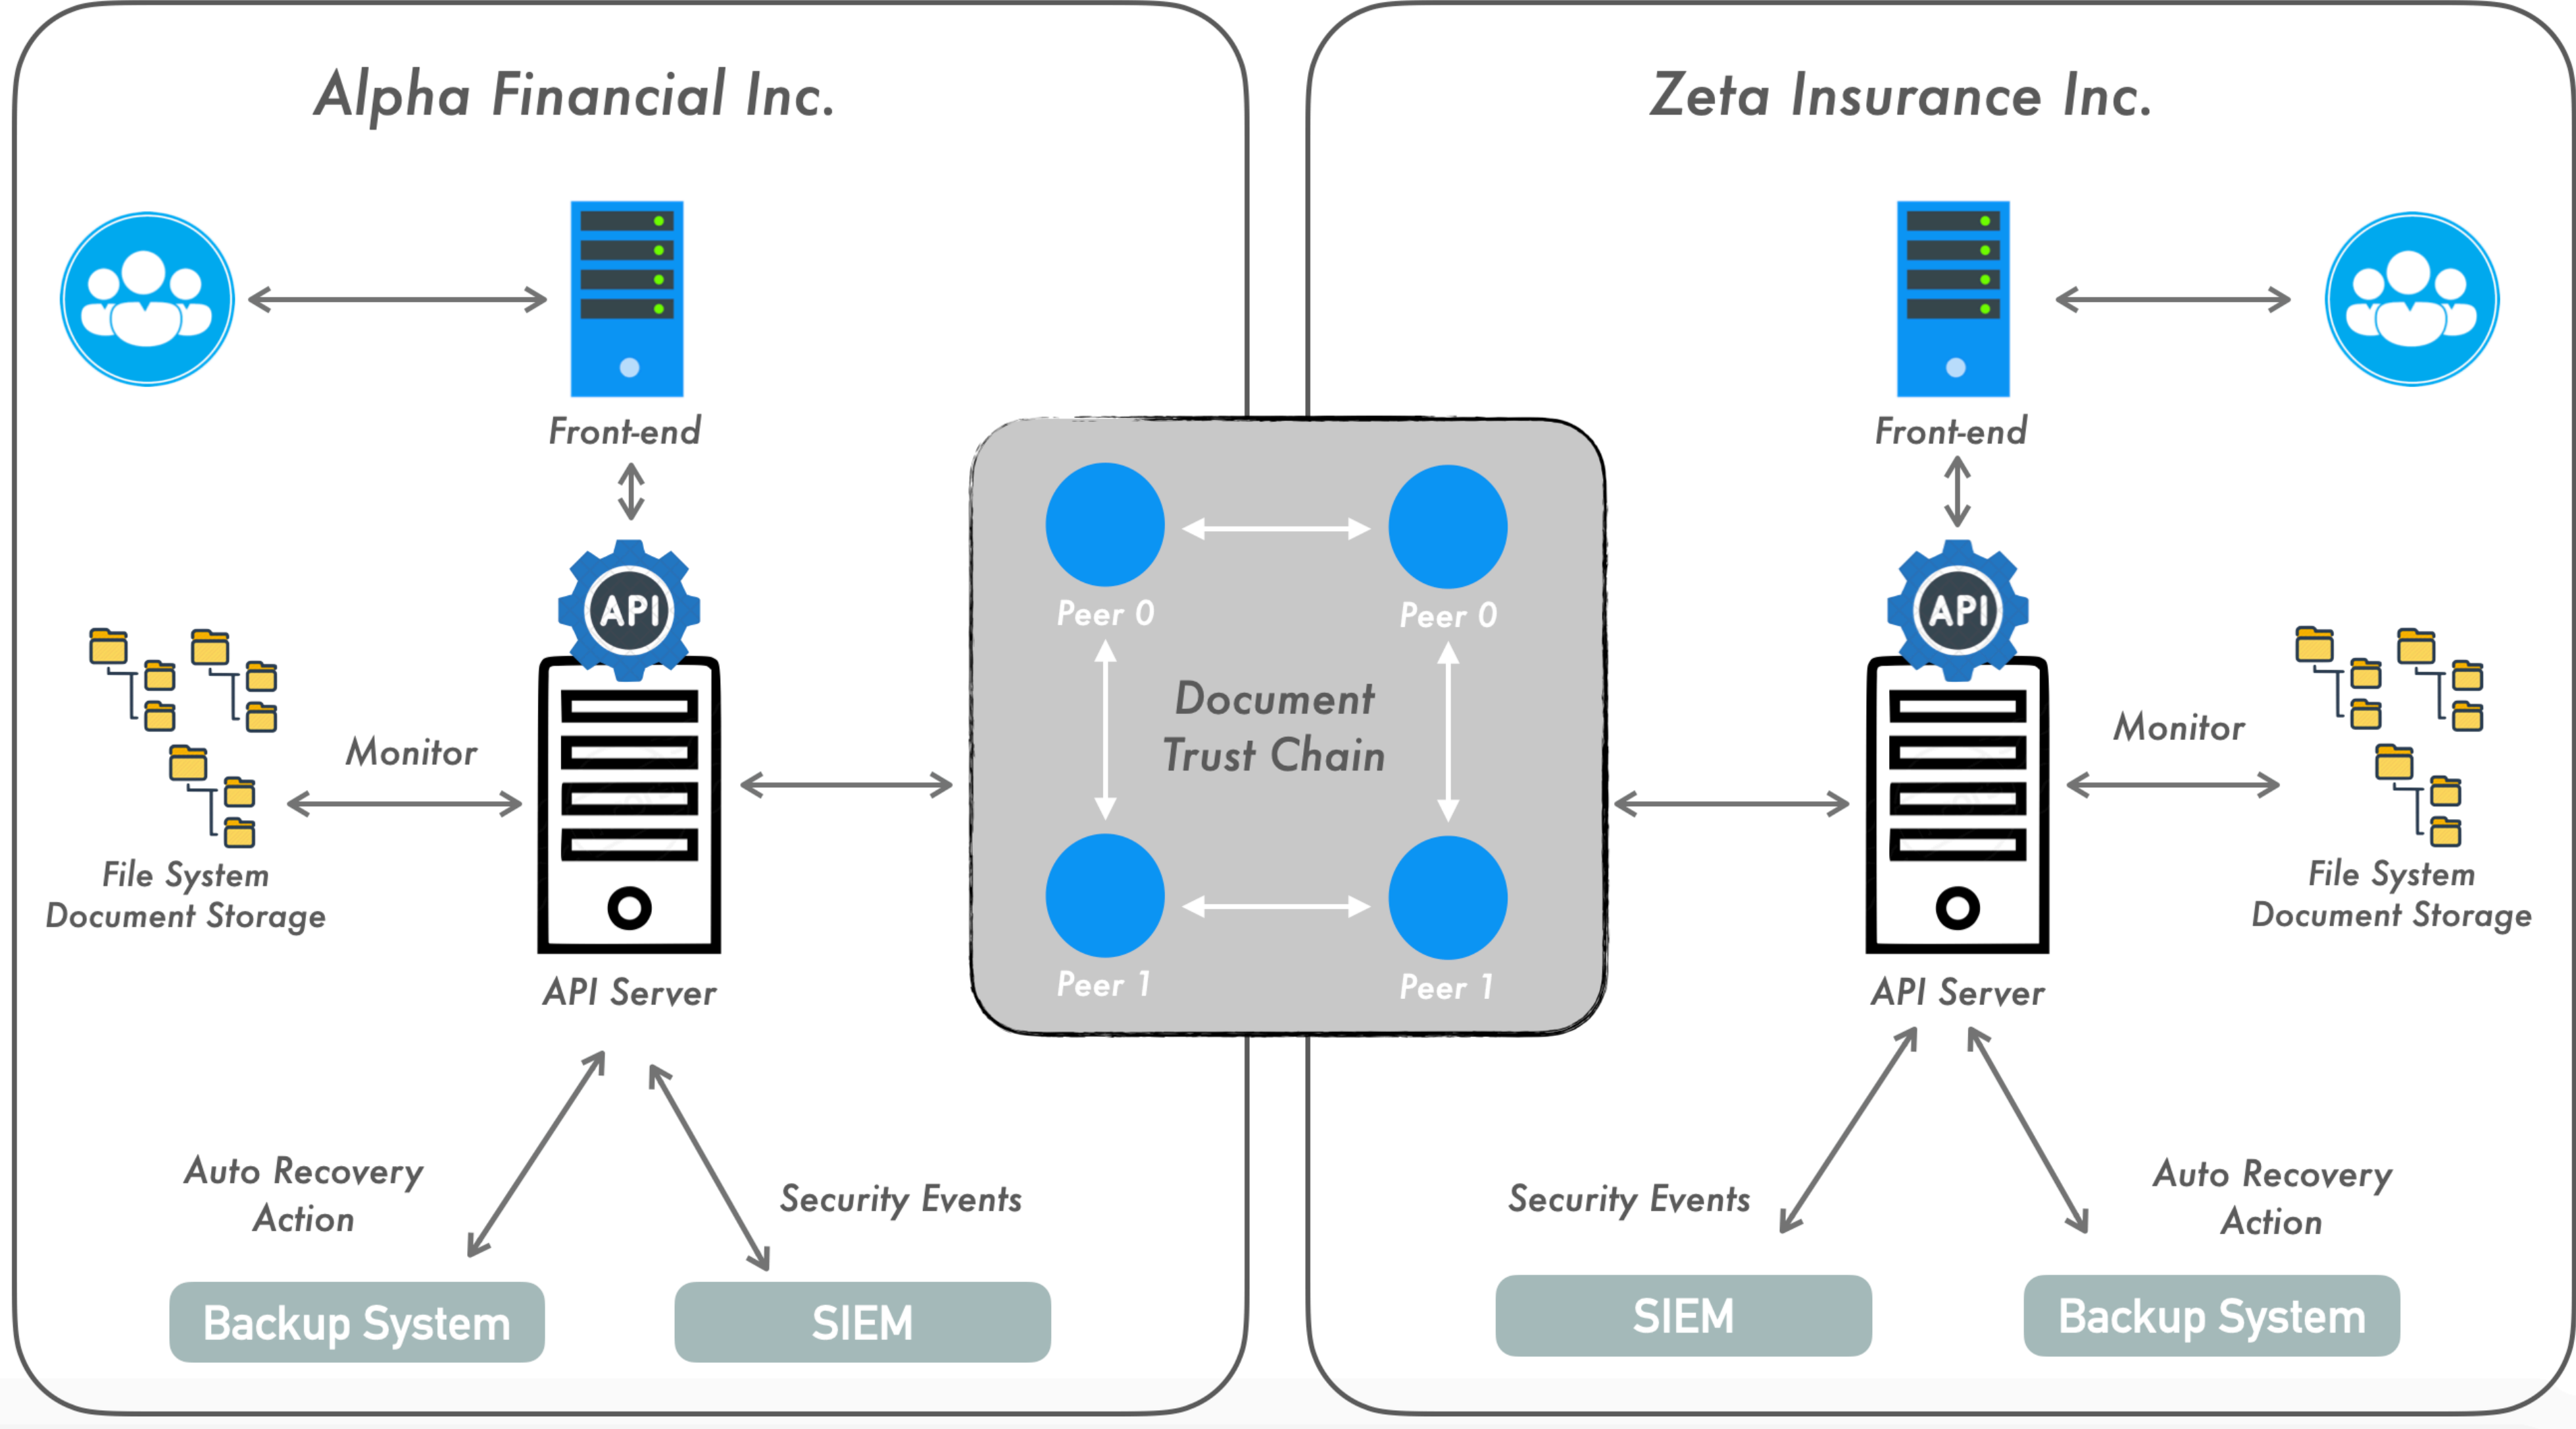 Alpha Financial Inc.
Front-end
API
Monitor
File System
Document Storage
API Server
Auto Recovery
Action
Security Events
Backup System
SIEM
Peer 0
Peer 0
Document
Trust Chain
Peer 1
Peer 1
Zeta Insurance Inc.
Front-end
API
Monitor
File System
Document Storage
API Server
Security Events
Auto Recovery
Action
SIEM
Backup System